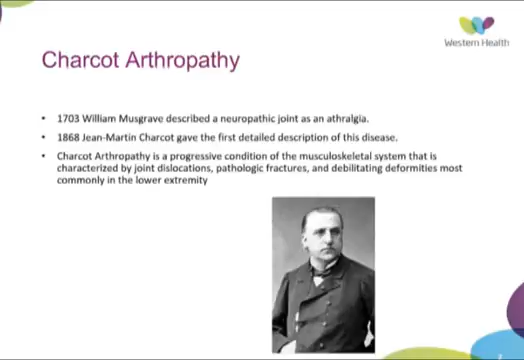 Western Health
Charcot Arthropathy
• 1703 William Musgrave described a neuropathic joint as an athralgia.
• 1868 Jean-Martin Charcot gave the first detailed description of this disease.
• Charcot Arthropathy is a progressive condition of the musculoskeletal system that is
characterized by joint dislocations, pathologic fractures, and debilitating deformities most
commonly in the lower extremity